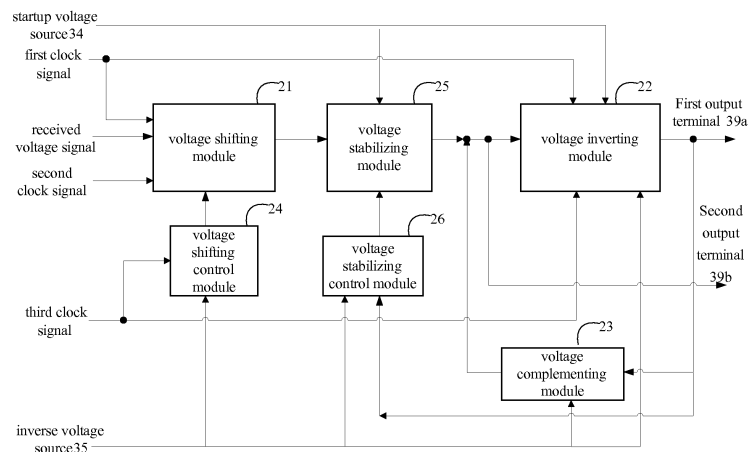 startup voltage
source34
first clock
signal
received
voltage signal
second
clock signal
third clock
signal
inverse voltage
source35
21
voltage shifting
module
25
voltage
stabilizing
module
22
voltage inverting
module
First output
terminal 39a
Second
output
terminal
39b
24
voltage
shifting
control
module
26
voltage
stabilizing
control module
23
voltage
complementing
module